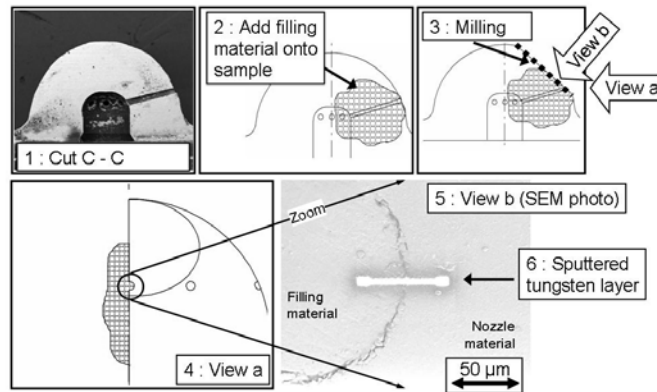 1 : Cut C - C
2 : Add filling
material onto
sample
3 : Milling
View b
View a
4 : View a
Zoom
5 : View b (SEM photo)
6 : Sputtered
tungsten layer
Filling
material
Nozzle
material
50 µm